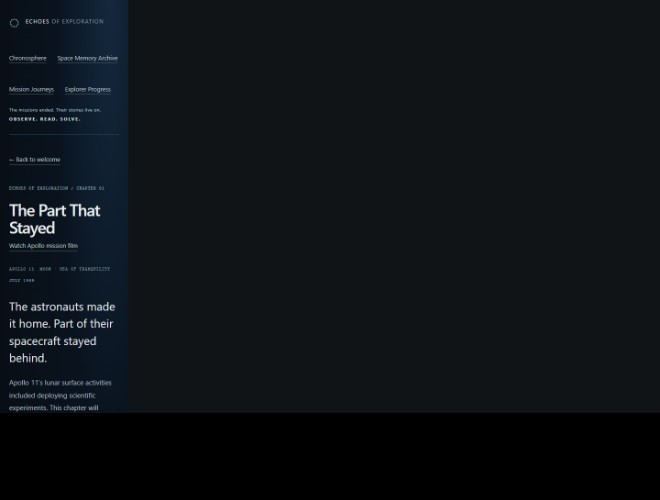 ECHOES OF EXPLORATION
Chronosphere Space Memory Archive
Mission Journeys Explorer Progress
The missions ended. Their stories live on.
OBSERVE. READ. SOLVE.
← Back to welcome
ECHOES OF EXPLORATION / CHAPTER 01
The Part That
Stayed
Watch Apollo mission film
APOLLO 11 MOON · SEA OF TRANQUILITY
JULY 1969
The astronauts made
it home. Part of their
spacecraft stayed
behind.
Apollo 11's lunar surface activities
included deploying scientific
experiments. This chapter will